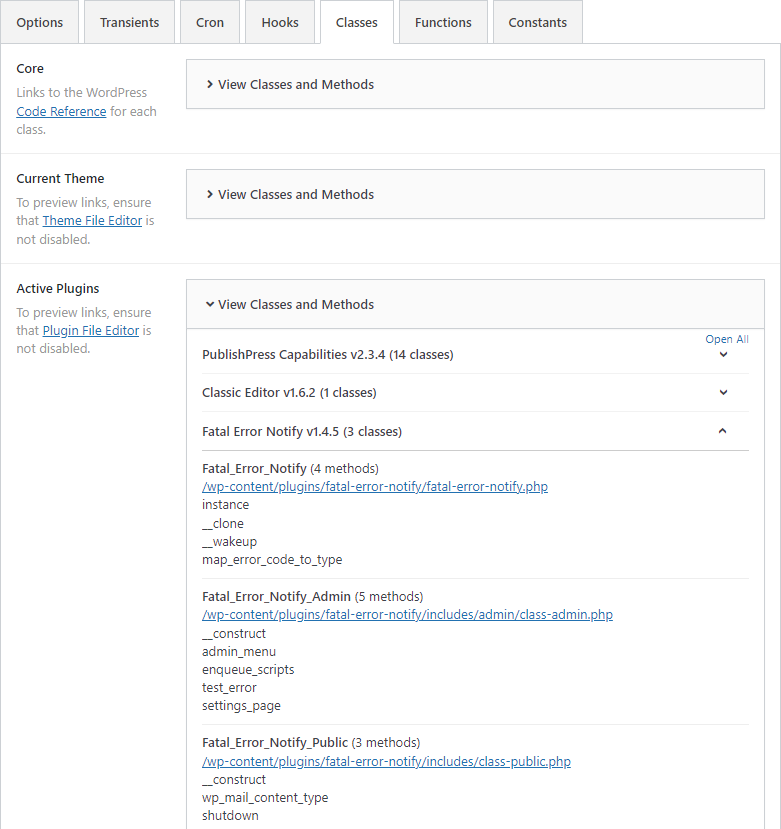 Options
Transients
Cron
Hooks
Classes
Functions
Constants
Core
Links to the WordPress
Code Reference for each
class.
View Classes and Methods
Current Theme
To preview links, ensure
that Theme File Editor is
not disabled.
View Classes and Methods
Active Plugins
To preview links, ensure
that Plugin File Editor is
not disabled.
View Classes and Methods
Open All
PublishPress Capabilities v2.3.4 (14 classes)
Classic Editor v1.6.2 (1 classes)
Fatal Error Notify v1.4.5 (3 classes)
Fatal_Error_Notify (4 methods)
/wp-content/plugins/fatal-error-notify/fatal-error-notify.php
instance
__clone
__wakeup
map_error_code_to_type
Fatal_Error_Notify_Admin (5 methods)
/wp-content/plugins/fatal-error-notify/includes/admin/class-admin.php
__construct
admin_menu
enqueue_scripts
test_error
settings_page
Fatal_Error_Notify_Public (3 methods)
/wp-content/plugins/fatal-error-notify/includes/class-public.php
__construct
wp_mail_content_type
shutdown